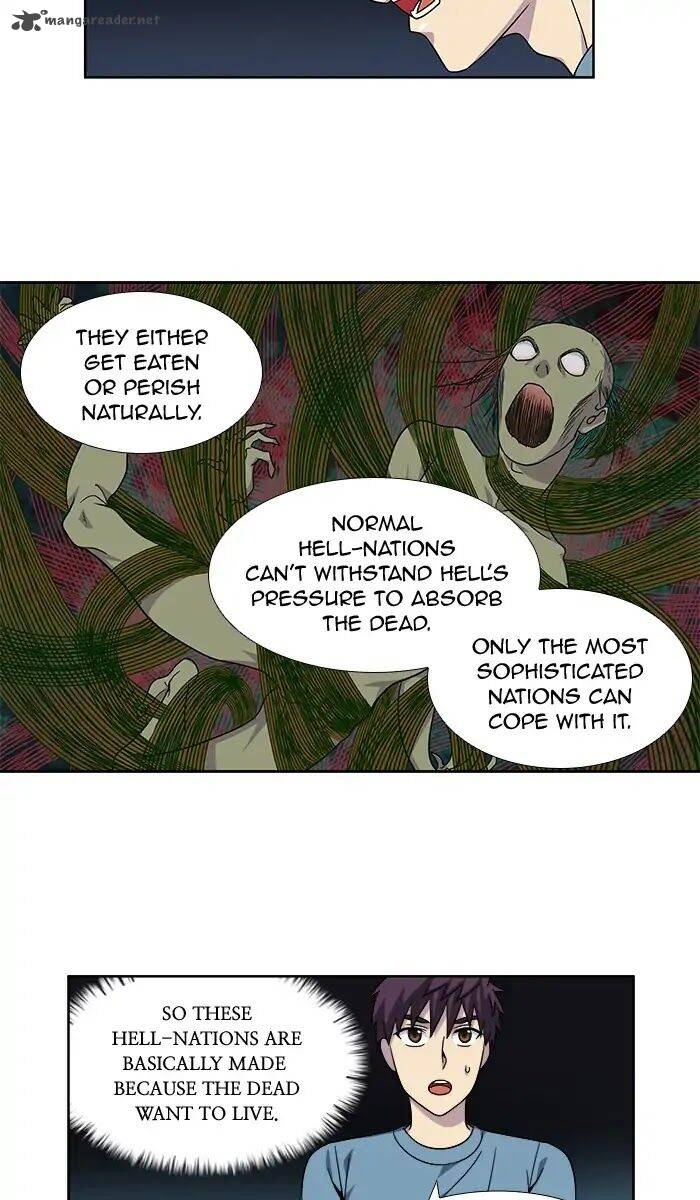 mangareader.net
THEY EITHER
GET EATEN
OR PERISH
NATURALLY.
NORMAL
HELL-NATIONS
CAN'T WITHSTAND HELL'S
PRESSURE TO ABSORB
THE DEAD.
ONLY THE MOST
SOPHISTICATED
NATIONS CAN
COPE WITH IT.
SO THESE
HELL-NATIONS ARE
BASICALLY MADE
BECAUSE THE DEAD
WANT TO LIVE.